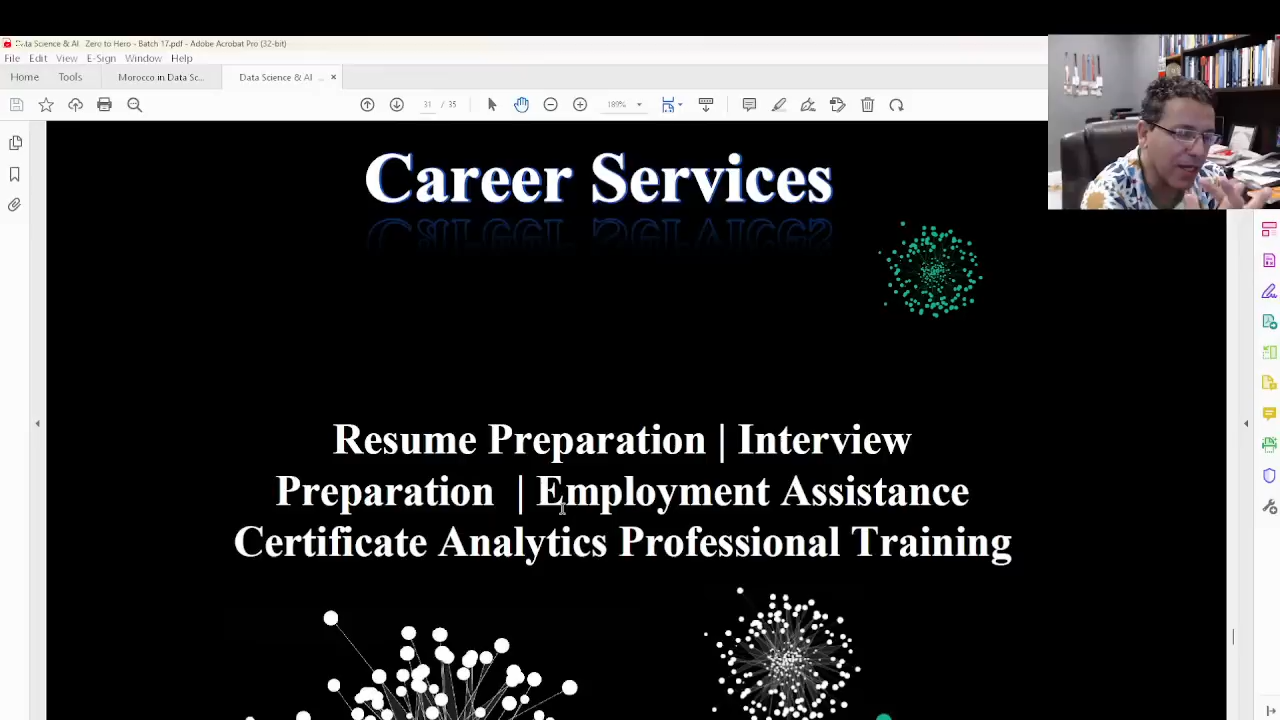 Data Science & AI Zero to Hero - Batch 17.pdf - Adobe Acrobat Pro (32-bit)
File Edit View E-Sign Window Help
Home Tools Morocco in Data Sc... Data Science & AI ... ×
31 / 35 189%
Career Services
Resume Preparation | Interview
Preparation | Employment Assistance
Certificate Analytics Professional Training